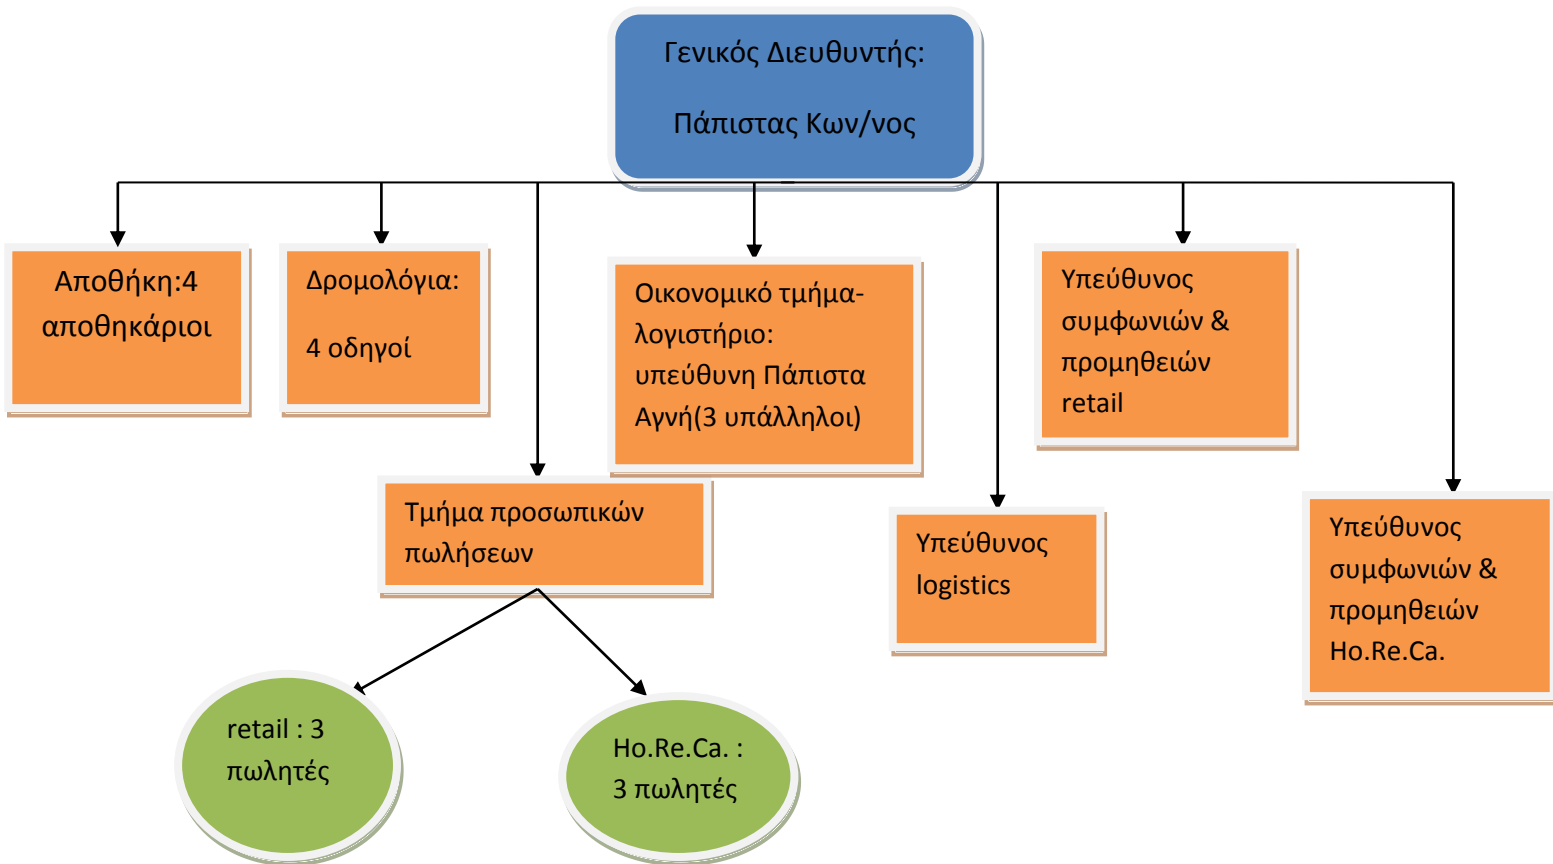 Γενικός Διευθυντής:
Πάπιστας Κων/νος
Αποθήκη:4
αποθηκάριοι
Δρομολόγια:
4 οδηγοί
Οικονομικό τμήμα-
λογιστήριο:
υπεύθυνη Πάπιστα
Αγνή(3 υπάλληλοι)
Υπεύθυνος
συμφωνιών &
προμηθειών
retail
Τμήμα προσωπικών
πωλήσεων
Υπεύθυνος
logistics
Υπεύθυνος
συμφωνιών &
προμηθειών
Ho.Re.Ca.
retail : 3
πωλητές
Ho.Re.Ca. :
3 πωλητές